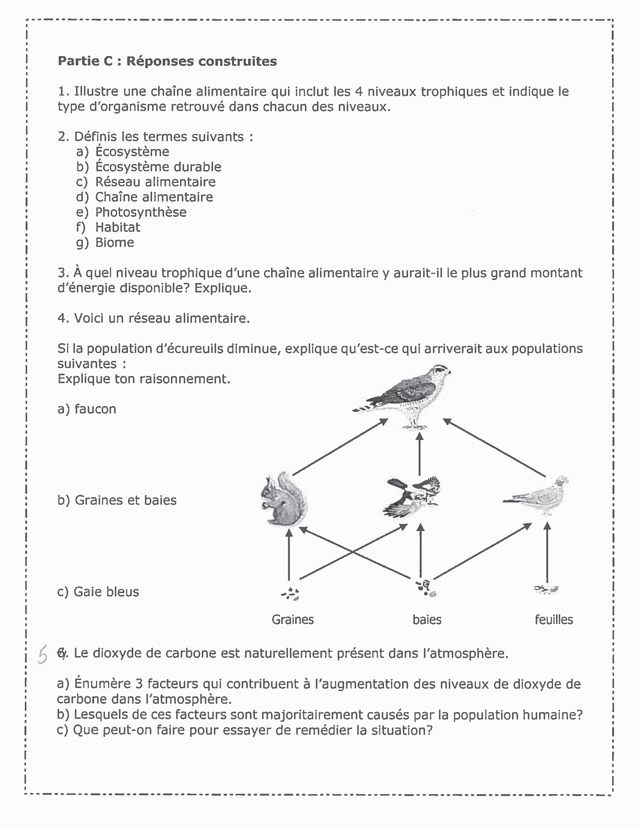 Partie C : Réponses construites
1. Illustre une chaîne alimentaire qui inclut les 4 niveaux trophiques et indique le
type d'organisme retrouvé dans chacun des niveaux.
2. Définis les termes suivants :
a) Écosystème
b) Écosystème durable
c) Réseau alimentaire
d) Chaîne alimentaire
e) Photosynthèse
f) Habitat
g) Biome
3. À quel niveau trophique d'une chaîne alimentaire y aurait-il le plus grand montant
d'énergie disponible? Explique.
4. Voici un réseau alimentaire.
Si la population d'écureuils diminue, explique qu'est-ce qui arriverait aux populations
suivantes :
Explique ton raisonnement.
a) faucon
b) Graines et baies
c) Gaie bleus
Graines baies feuilles
5 6. Le dioxyde de carbone est naturellement présent dans l'atmosphère.
a) Énumère 3 facteurs qui contribuent à l'augmentation des niveaux de dioxyde de
carbone dans l'atmosphère.
b) Lesquels de ces facteurs sont majoritairement causés par la population humaine?
c) Que peut-on faire pour essayer de remédier la situation?